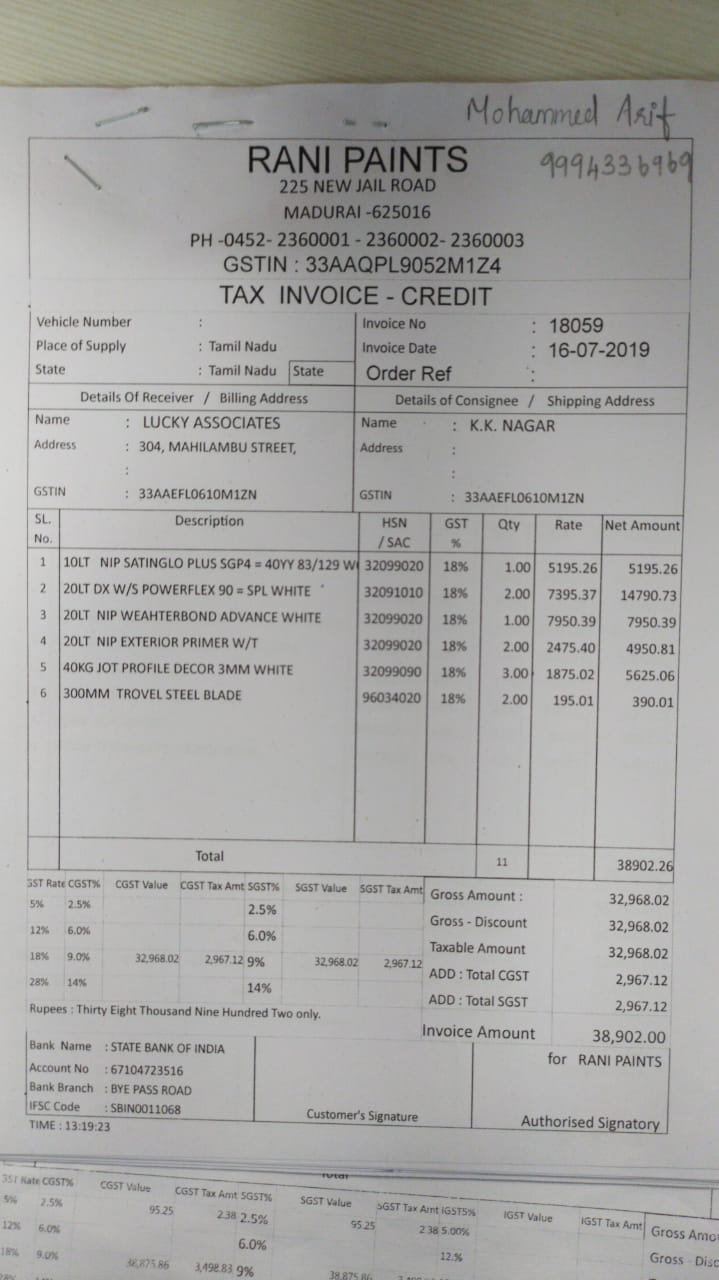 Mohammed Arif
9994336969
RANI PAINTS
225 NEW JAIL ROAD
MADURAI -625016
PH -0452- 2360001 - 2360002- 2360003
GSTIN : 33AAQPL9052M1Z4
TAX INVOICE - CREDIT
Vehicle Number : Invoice No : 18059
Place of Supply : Tamil Nadu Invoice Date : 16-07-2019
State : Tamil Nadu State Order Ref :
Details Of Receiver / Billing Address Details of Consignee / Shipping Address
Name : LUCKY ASSOCIATES Name : K.K. NAGAR
Address : 304, MAHILAMBU STREET, Address :
: :
GSTIN : 33AAEFL0610M1ZN GSTIN : 33AAEFL0610M1ZN
SL. No. Description HSN / SAC GST % Qty Rate Net Amount
1 10LT NIP SATINGLO PLUS SGP4 = 40YY 83/129 W 32099020 18% 1.00 5195.26 5195.26
2 20LT DX W/S POWERFLEX 90 = SPL WHITE 32091010 18% 2.00 7395.37 14790.73
3 20LT NIP WEAHTERBOND ADVANCE WHITE 32099020 18% 1.00 7950.39 7950.39
4 20LT NIP EXTERIOR PRIMER W/T 32099020 18% 2.00 2475.40 4950.81
5 40KG JOT PROFILE DECOR 3MM WHITE 32099090 18% 3.00 1875.02 5625.06
6 300MM TROVEL STEEL BLADE 96034020 18% 2.00 195.01 390.01
Total 11 38902.26
GST Rate CGST% CGST Value CGST Tax Amt SGST% SGST Value SGST Tax Amt Gross Amount : 32,968.02
5% 2.5% 2.5% Gross - Discount 32,968.02
12% 6.0% 6.0% Taxable Amount 32,968.02
18% 9.0% 32,968.02 2,967.12 9% 32,968.02 2,967.12 ADD : Total CGST 2,967.12
28% 14% 14% ADD : Total SGST 2,967.12
Rupees : Thirty Eight Thousand Nine Hundred Two only. Invoice Amount 38,902.00
Bank Name : STATE BANK OF INDIA for RANI PAINTS
Account No : 67104723516
Bank Branch : BYE PASS ROAD
IFSC Code : SBIN0011068 Customer's Signature Authorised Signatory
TIME : 13:19:23
Total
GST Rate CGST% CGST Value CGST Tax Amt SGST% SGST Value SGST Tax Amt IGST% IGST Value IGST Tax Amt Gross Amo
5% 2.5% 95.25 2.38 2.5% 95.25 2.38 5.00%
12% 6.0% 6.0% 12.% Gross - Disc
18% 9.0% 38,875.86 3,498.83 9% 38,875.86